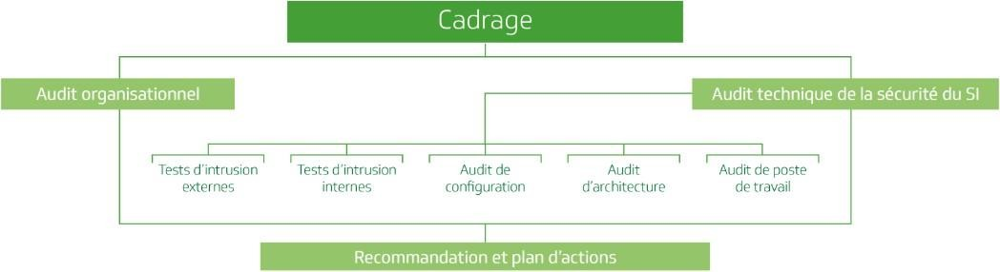 Cadrage
Audit organisationnel
Audit technique de la sécurité du SI
Tests d'intrusion
externes
Tests d'intrusion
internes
Audit de
configuration
Audit
d'architecture
Audit de poste
de travail
Recommandation et plan d'actions